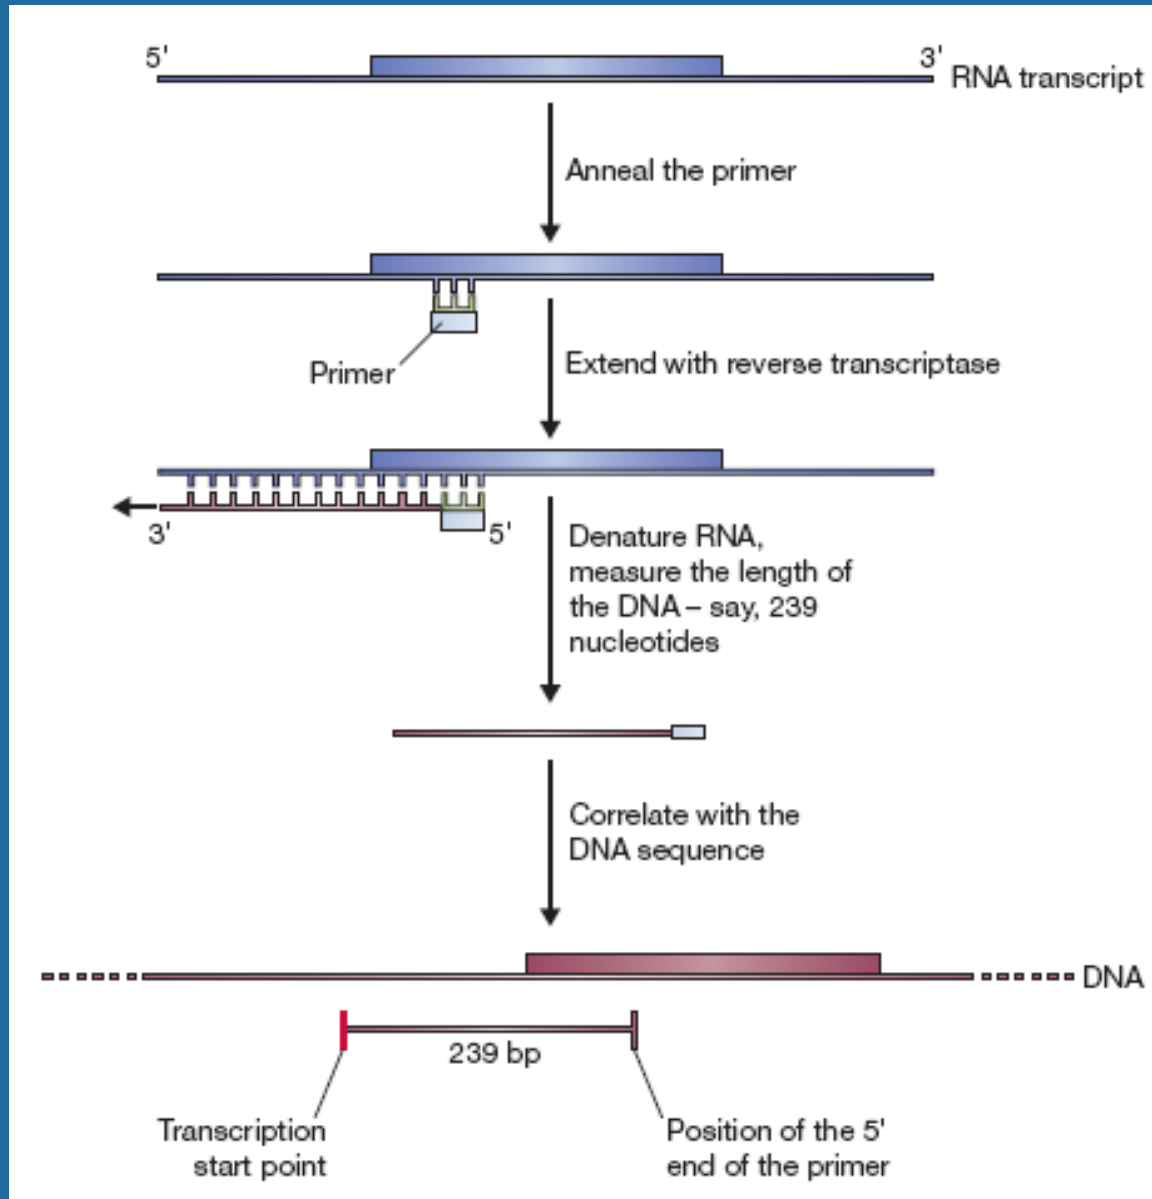 5'
3'
RNA transcript
Anneal the primer
Primer
Extend with reverse transcriptase
3'
5'
Denature RNA,
measure the length of
the DNA – say, 239
nucleotides
Correlate with the
DNA sequence
DNA
239 bp
Transcription
start point
Position of the 5'
end of the primer